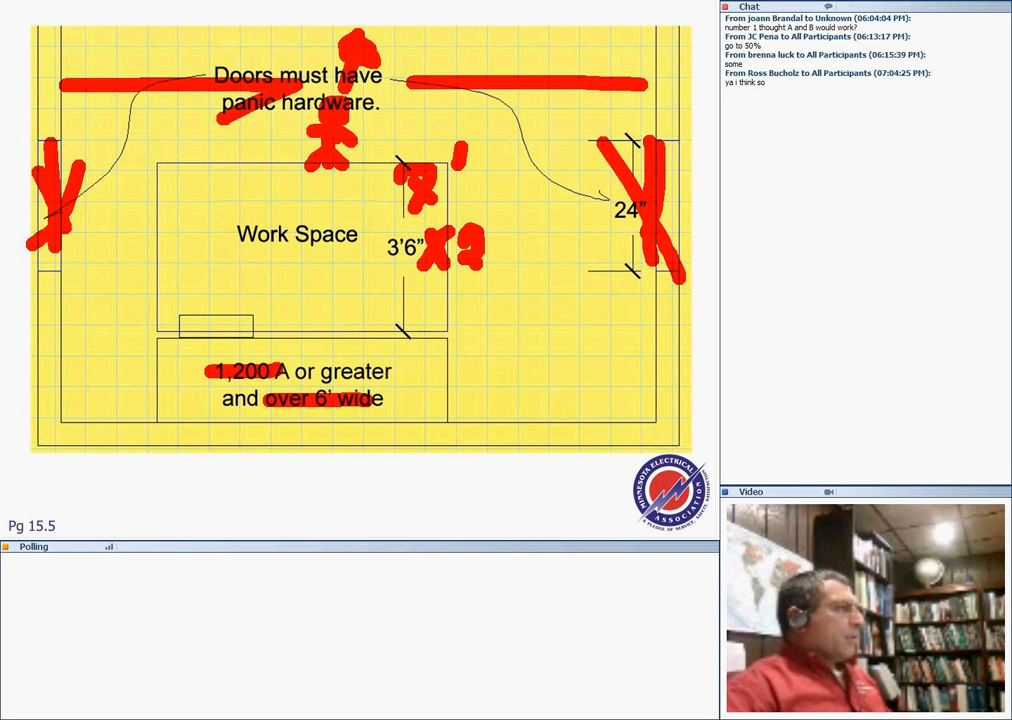 Doors must have
panic hardware.
24"
Work Space
3'6"
X2
1,200 A or greater
and over 6' wide
MINNESOTA ELECTRICAL
ASSOCIATION
Pg 15.5
Polling
Chat
From joann Brandal to Unknown (06:04:04 PM):
number 1 thought A and B would work?
From JC Pena to All Participants (06:13:17 PM):
go to 50%
From brenna luck to All Participants (06:15:39 PM):
some
From Ross Bucholz to All Participants (07:04:25 PM):
ya i think so
Video